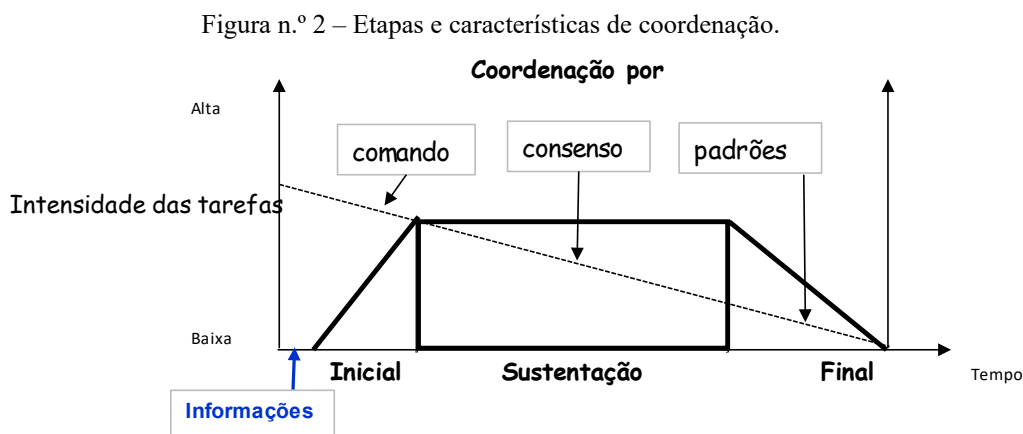 Figura n.º 2 – Etapas e características de coordenação.
Coordenação por
Alta
comando
consenso
padrões
Intensidade das tarefas
Baixa
Inicial
Sustentação
Final
Tempo
Informações